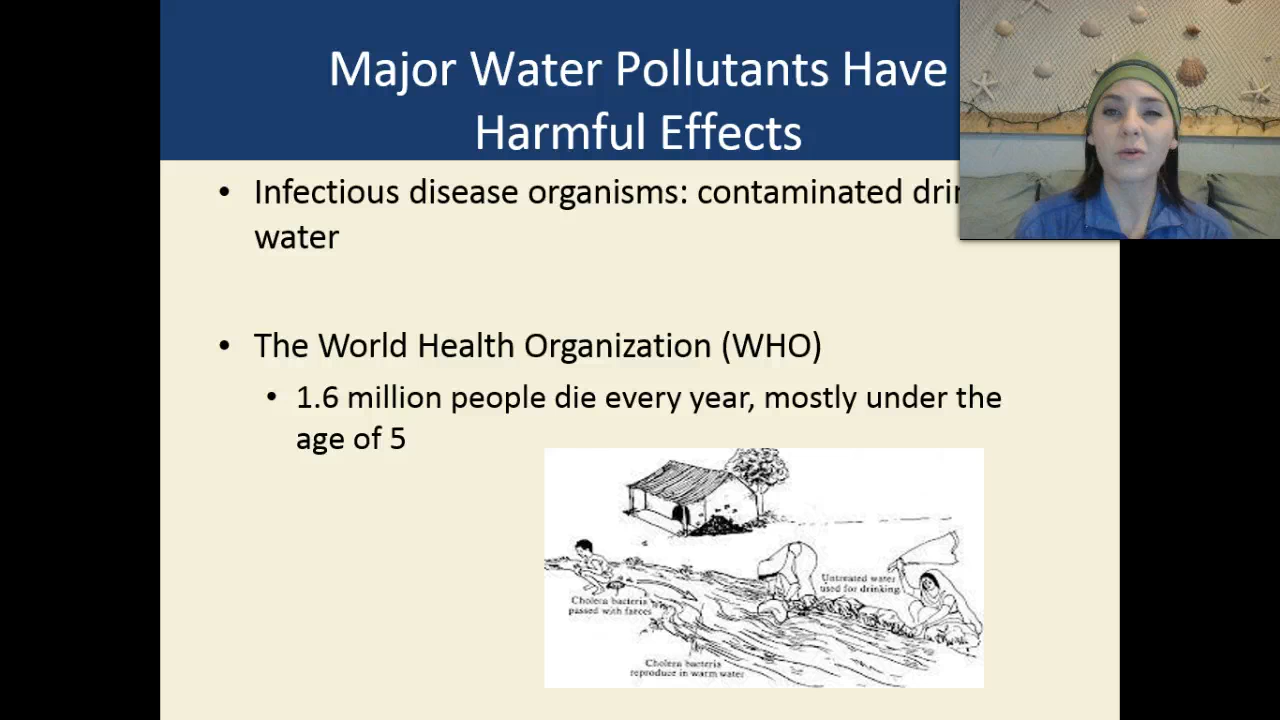 Major Water Pollutants Have
Harmful Effects
• Infectious disease organisms: contaminated
water
• The World Health Organization (WHO)
• 1.6 million people die every year, mostly under the
age of 5
Untreated water
used for drinking
Cholera bacteria
passed with faeces
Cholera bacteria
reproduce in warm water